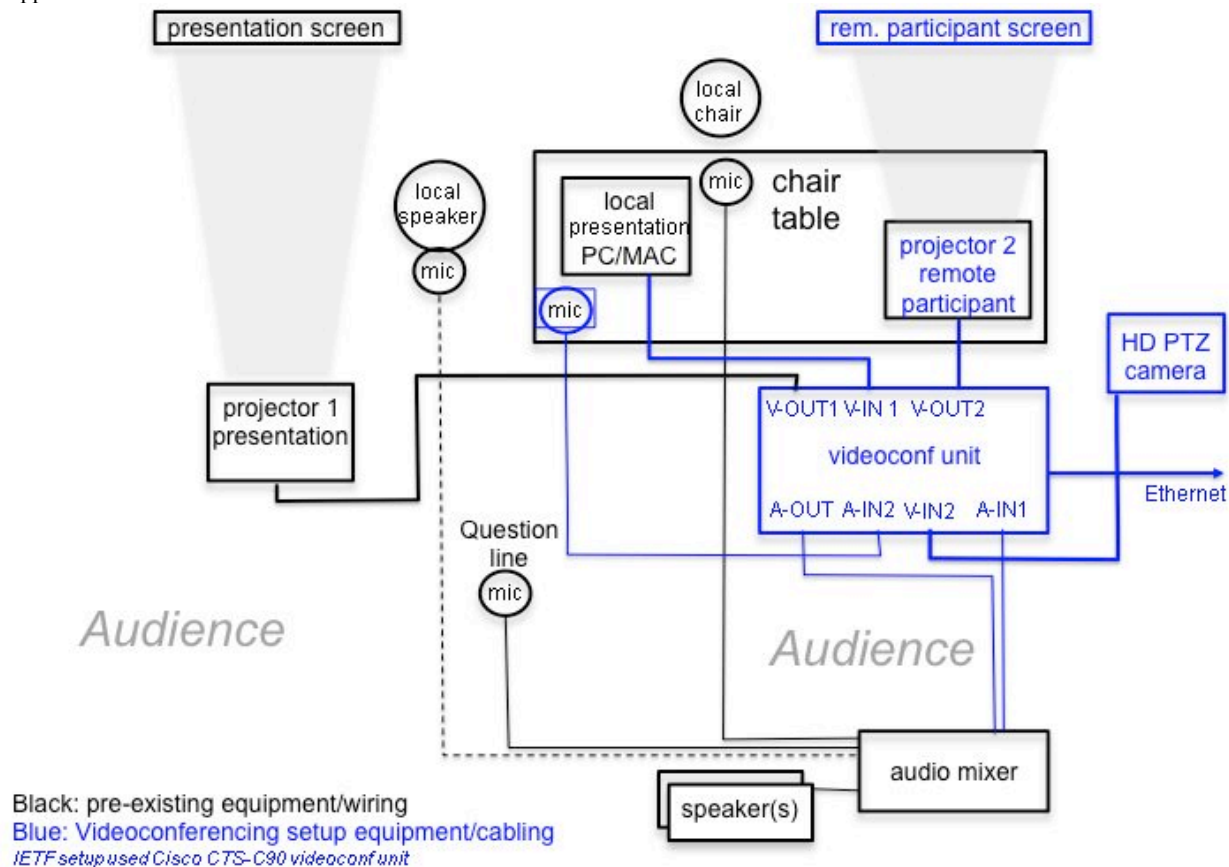 presentation screen
rem. participant screen
local
chair
mic
chair
table
local
speaker
mic
local
presentation
PC/MAC
projector 2
remote
participant
mic
HD PTZ
camera
projector 1
presentation
V-OUT1 V-IN 1 V-OUT2
videoconf unit
A-OUT A-IN2 V-IN2 A-IN1
Ethernet
Question
line
mic
Audience
Audience
audio mixer
speaker(s)
Black: pre-existing equipment/wiring
Blue: Videoconferencing setup equipment/cabling
IETF setup used Cisco CTS-C90 videoconf unit